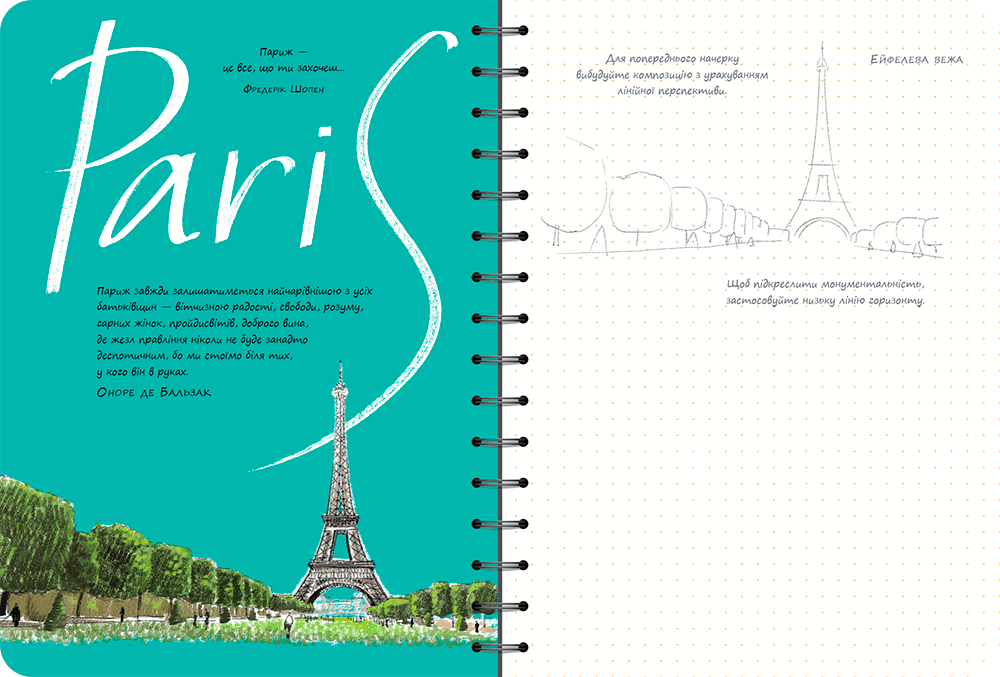 Paris
Париж —
це все, що ти захочеш...
Фредерік Шопен
Париж завжди залишатиметься найчарівнішою з усіх
батьківщин — вітчизною радості, свободи, розуму,
гарних жінок, пройдисвітів, доброго вина,
де жезл правління ніколи не буде занадто
деспотичним, бо ми стоїмо біля тих,
у кого він в руках.
Оноре де Бальзак
Для попереднього начерку
вибудуйте композицію з урахуванням
лінійної перспективи.
Ейфелева вежа
Щоб підкреслити монументальність,
застосовуйте низьку лінію горизонту.